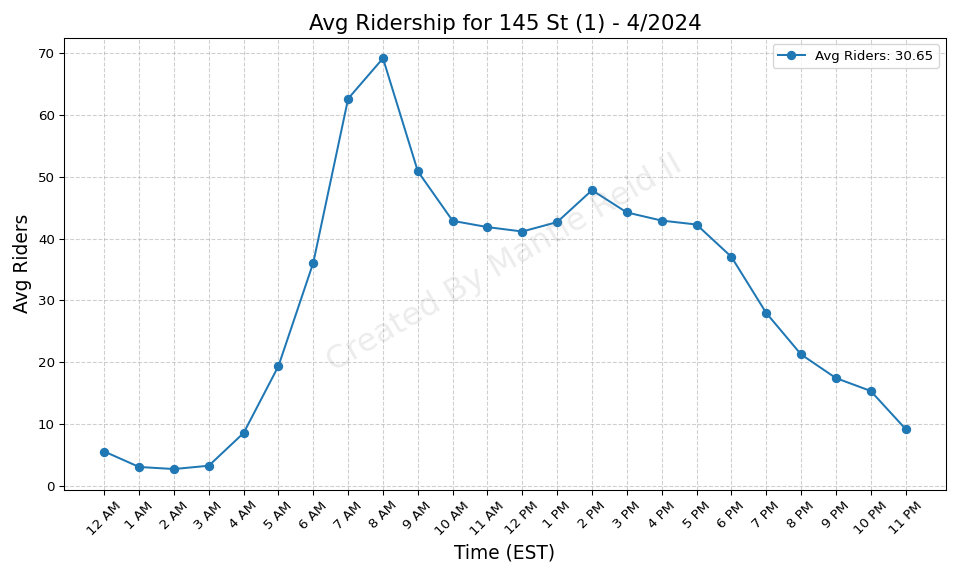 Avg Ridership for 145 St (1) - 4/2024
Avg Riders: 30.65
Avg Riders
70
60
50
40
30
20
10
0
12 AM
1 AM
2 AM
3 AM
4 AM
5 AM
6 AM
7 AM
8 AM
9 AM
10 AM
11 AM
12 PM
1 PM
2 PM
3 PM
4 PM
5 PM
6 PM
7 PM
8 PM
9 PM
10 PM
11 PM
Time (EST)
Created By Mannie Reid II